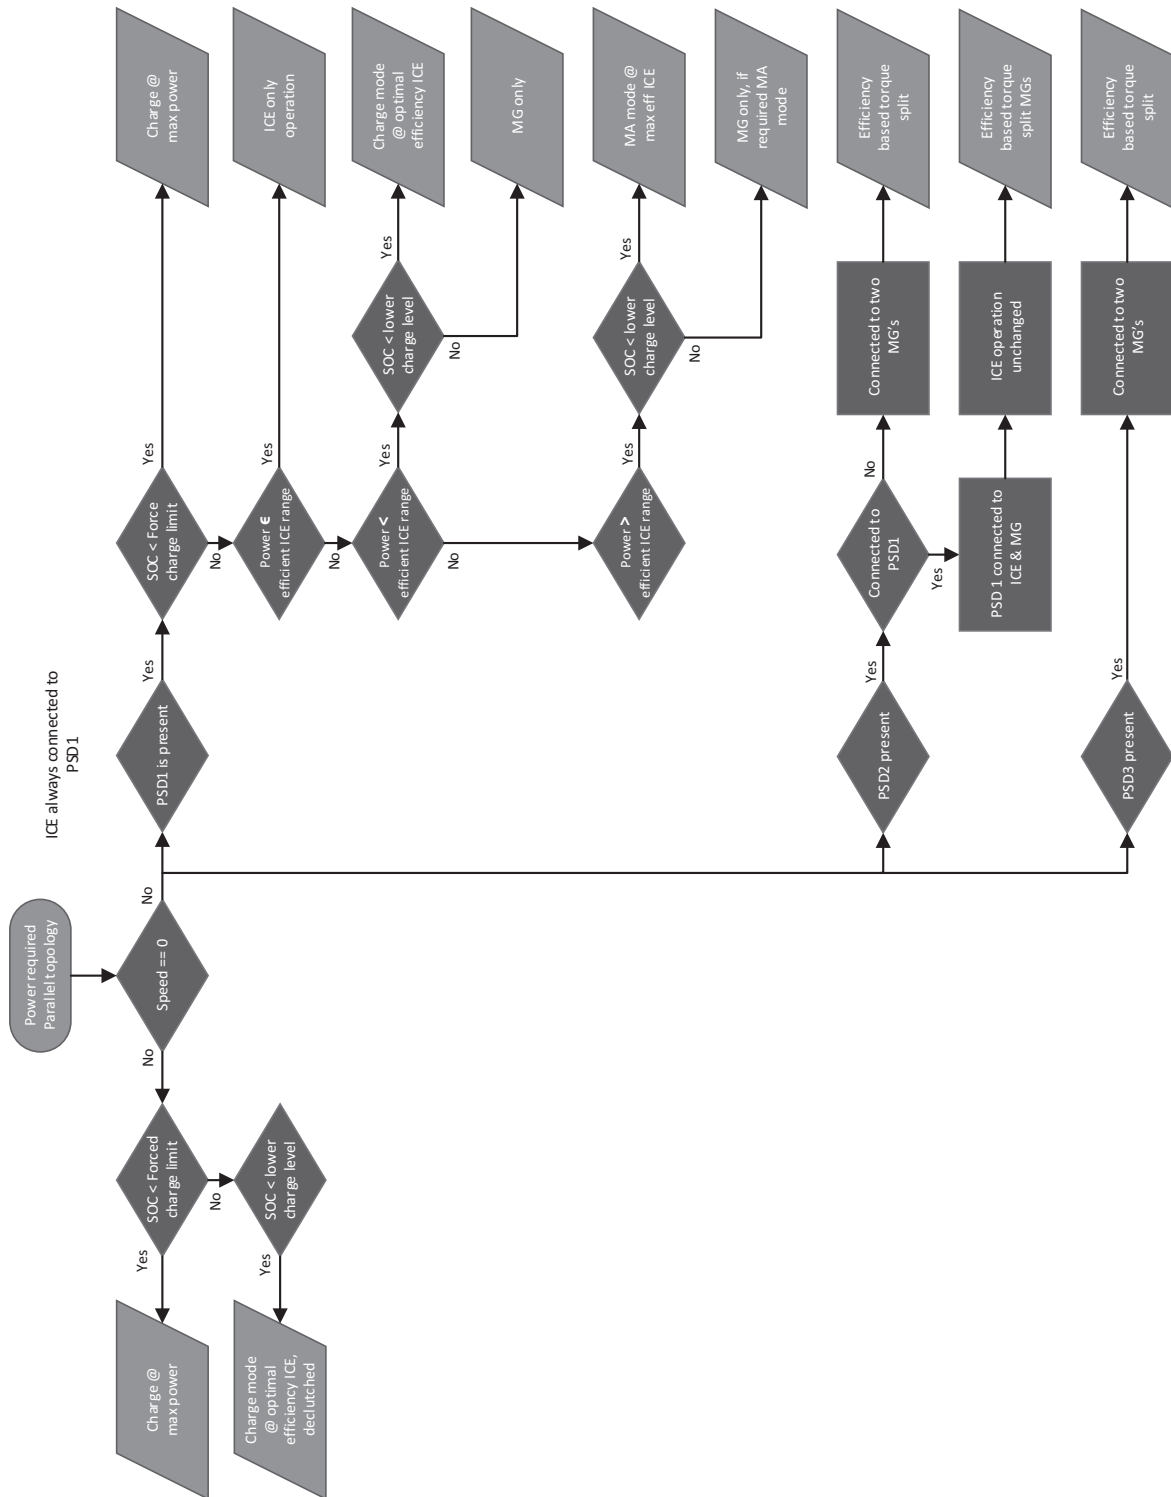 Power required
Parallel topology
Speed == 0
No
No
SOC < Forced
charge limit
Yes
No
Charge @
max power
SOC < lower
charge level
Yes
Charge mode
@ optimal
efficiency ICE,
declutched
ICE always connected to
PSD1
PSD1 is present
Yes
SOC < Force
charge limit
Yes
No
Charge @
max power
Power ϵ
efficient ICE range
Yes
No
ICE only
operation
Power <
efficient ICE range
Yes
No
SOC < lower
charge level
Yes
No
Charge mode
@ optimal
efficiency ICE
MG only
Power >
efficient ICE range
Yes
SOC < lower
charge level
Yes
No
MA mode @
max eff ICE
MG only, if
required MA
mode
PSD2 present
Yes
Connected to
PSD1
No
Yes
Connected to two
MG's
Efficiency
based torque
split
PSD 1 connected to
ICE & MG
ICE operation
unchanged
Efficiency
based torque
split MGs
PSD3 present
Yes
Connected to two
MG's
Efficiency
based torque
split